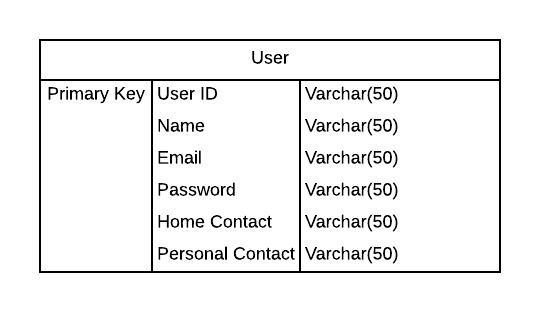 User
Primary Key User ID Varchar(50)
Name Varchar(50)
Email Varchar(50)
Password Varchar(50)
Home Contact Varchar(50)
Personal Contact Varchar(50)